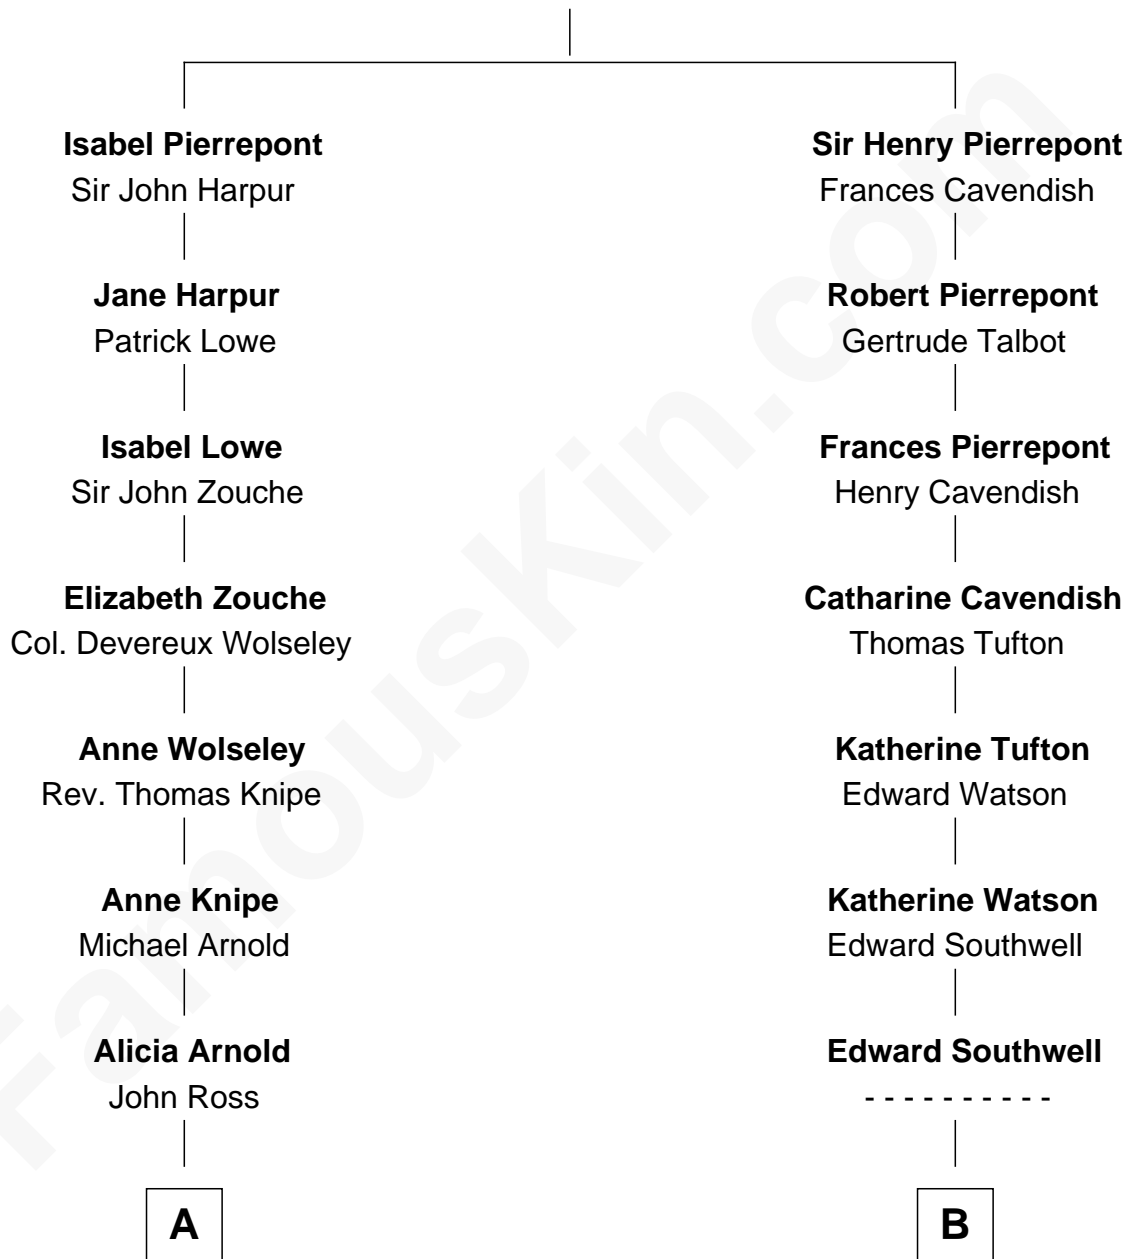 Isabel Pierrepont
Sir John Harpur
Jane Harpur
Patrick Lowe
Isabel Lowe
Sir John Zouche
Elizabeth Zouche
Col. Devereux Wolseley
Anne Wolseley
Rev. Thomas Knipe
Anne Knipe
Michael Arnold
Alicia Arnold
John Ross
A
Sir Henry Pierrepont
Frances Cavendish
Robert Pierrepont
Gertrude Talbot
Frances Pierrepont
Henry Cavendish
Catharine Cavendish
Thomas Tufton
Katherine Tufton
Edward Watson
Katherine Watson
Edward Southwell
Edward Southwell
- - - - - - - - - -
B
FamousKin.com